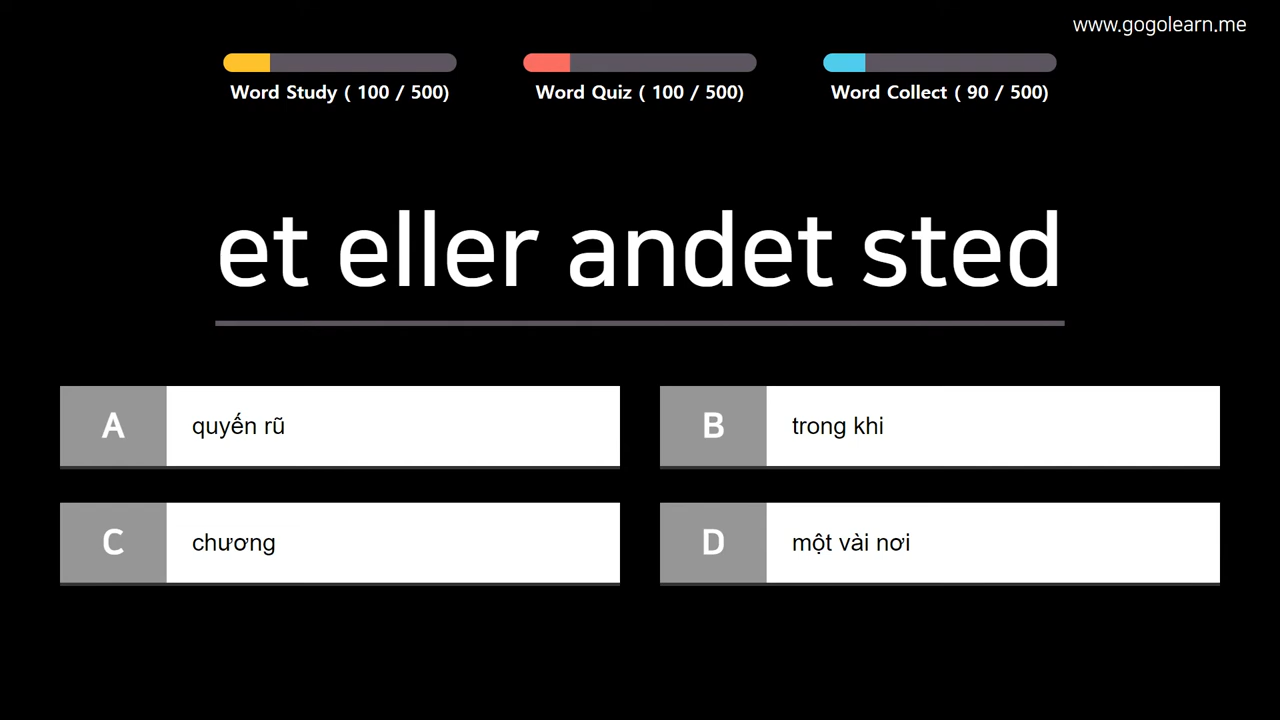 www.gogolearn.me
Word Study ( 100 / 500)
Word Quiz ( 100 / 500)
Word Collect ( 90 / 500)
et eller andet sted
A quyến rũ
B trong khi
C chương
D một vài nơi